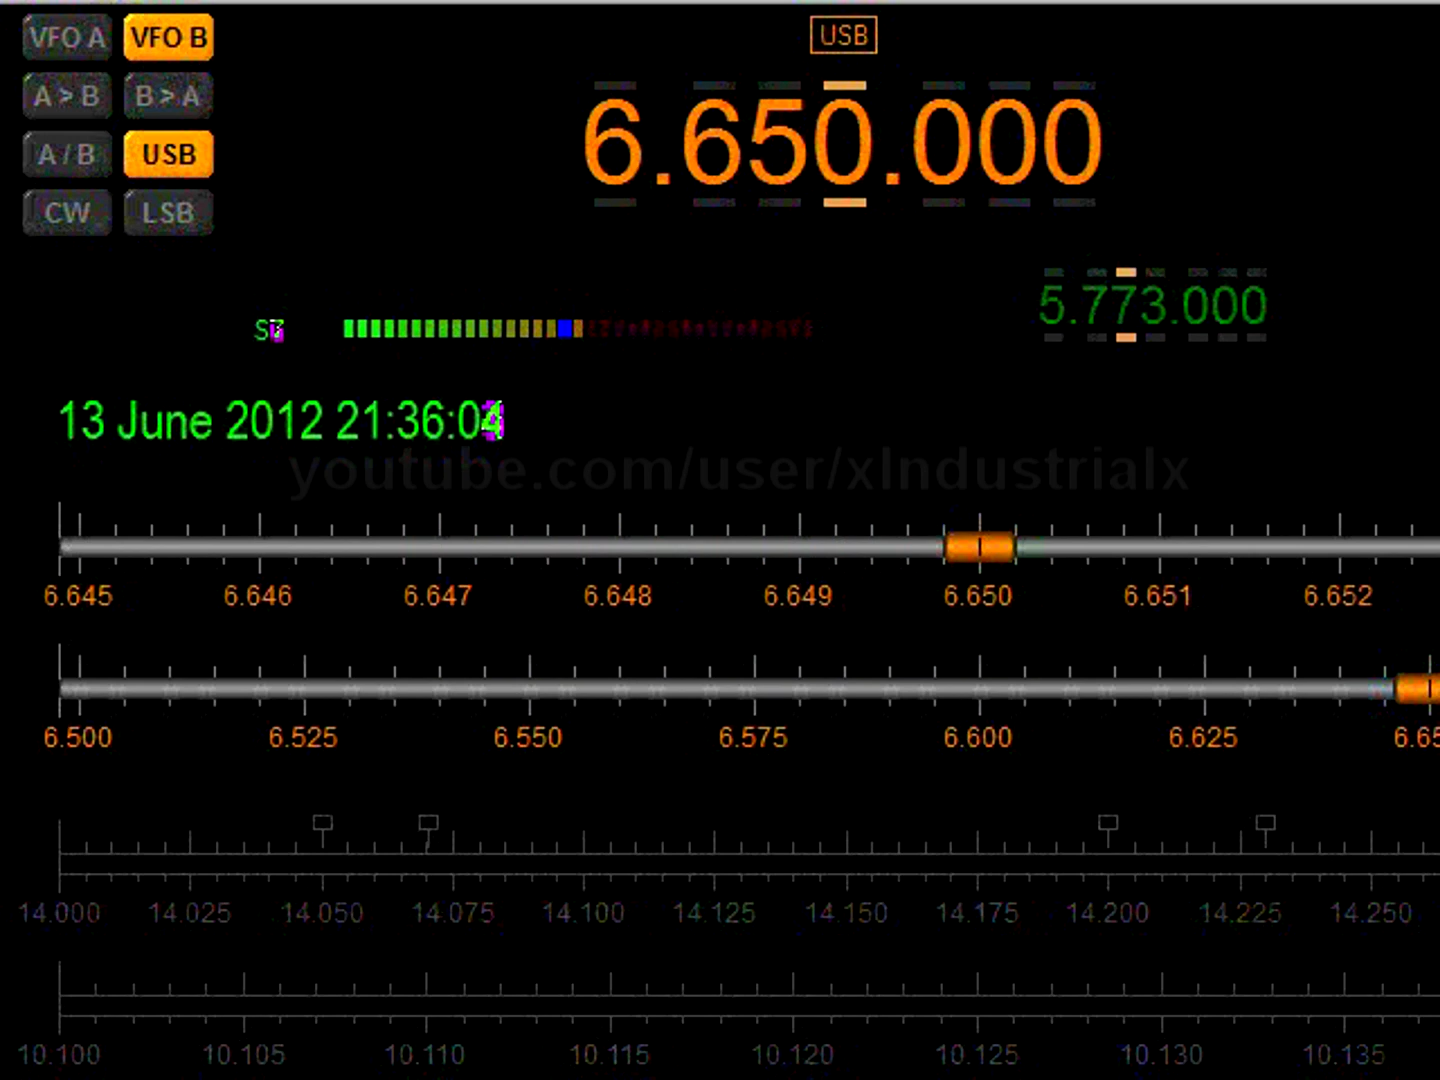 VFO A VFO B
USB
A > B B > A
6.650.000
A / B USB
CW LSB
5.773.000
S7
13 June 2012 21:36:04
youtube.com/user/xIndustrialx
6.645 6.646 6.647 6.648 6.649 6.650 6.651 6.652
6.500 6.525 6.550 6.575 6.600 6.625 6.65
14.000 14.025 14.050 14.075 14.100 14.125 14.150 14.175 14.200 14.225 14.250
10.100 10.105 10.110 10.115 10.120 10.125 10.130 10.135